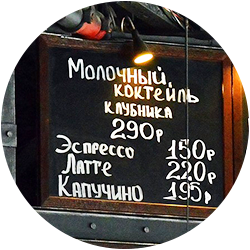 Молочный
коктейль
клубника
290р
Эспрессо 150р
Латте 220р
Капучино 195р